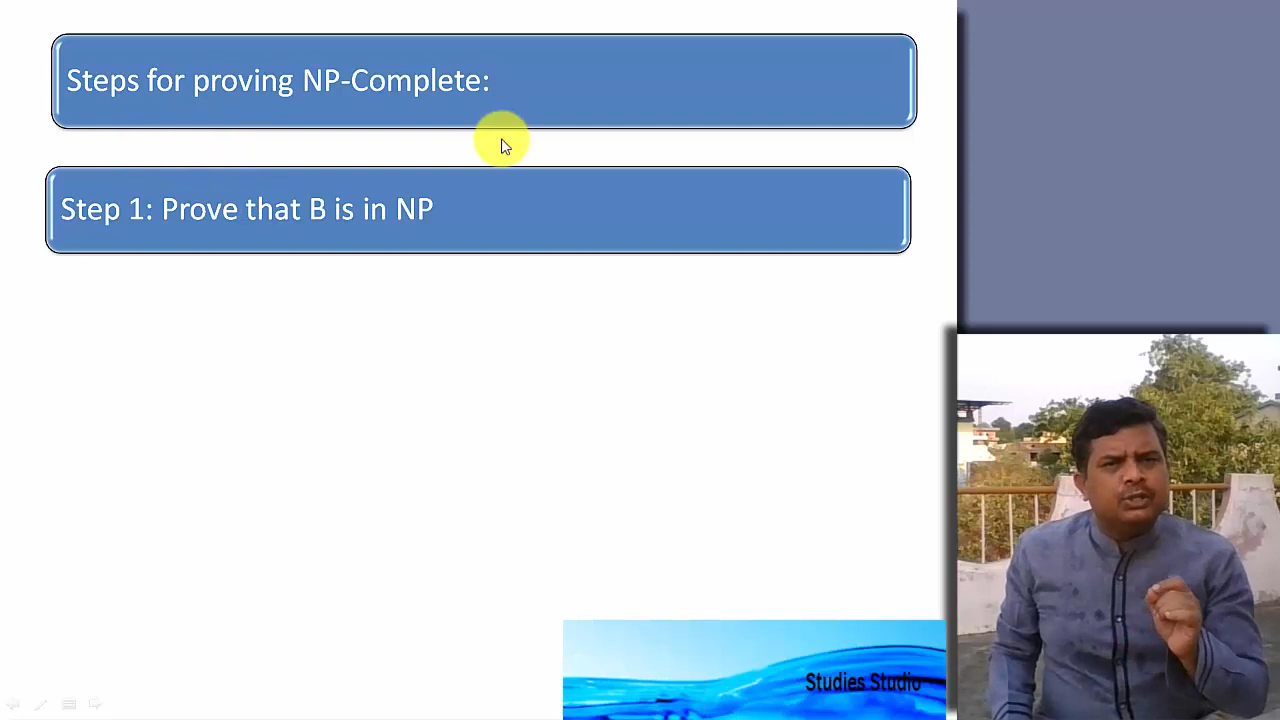 Steps for proving NP-Complete:
Step 1: Prove that B is in NP
Studies Studio